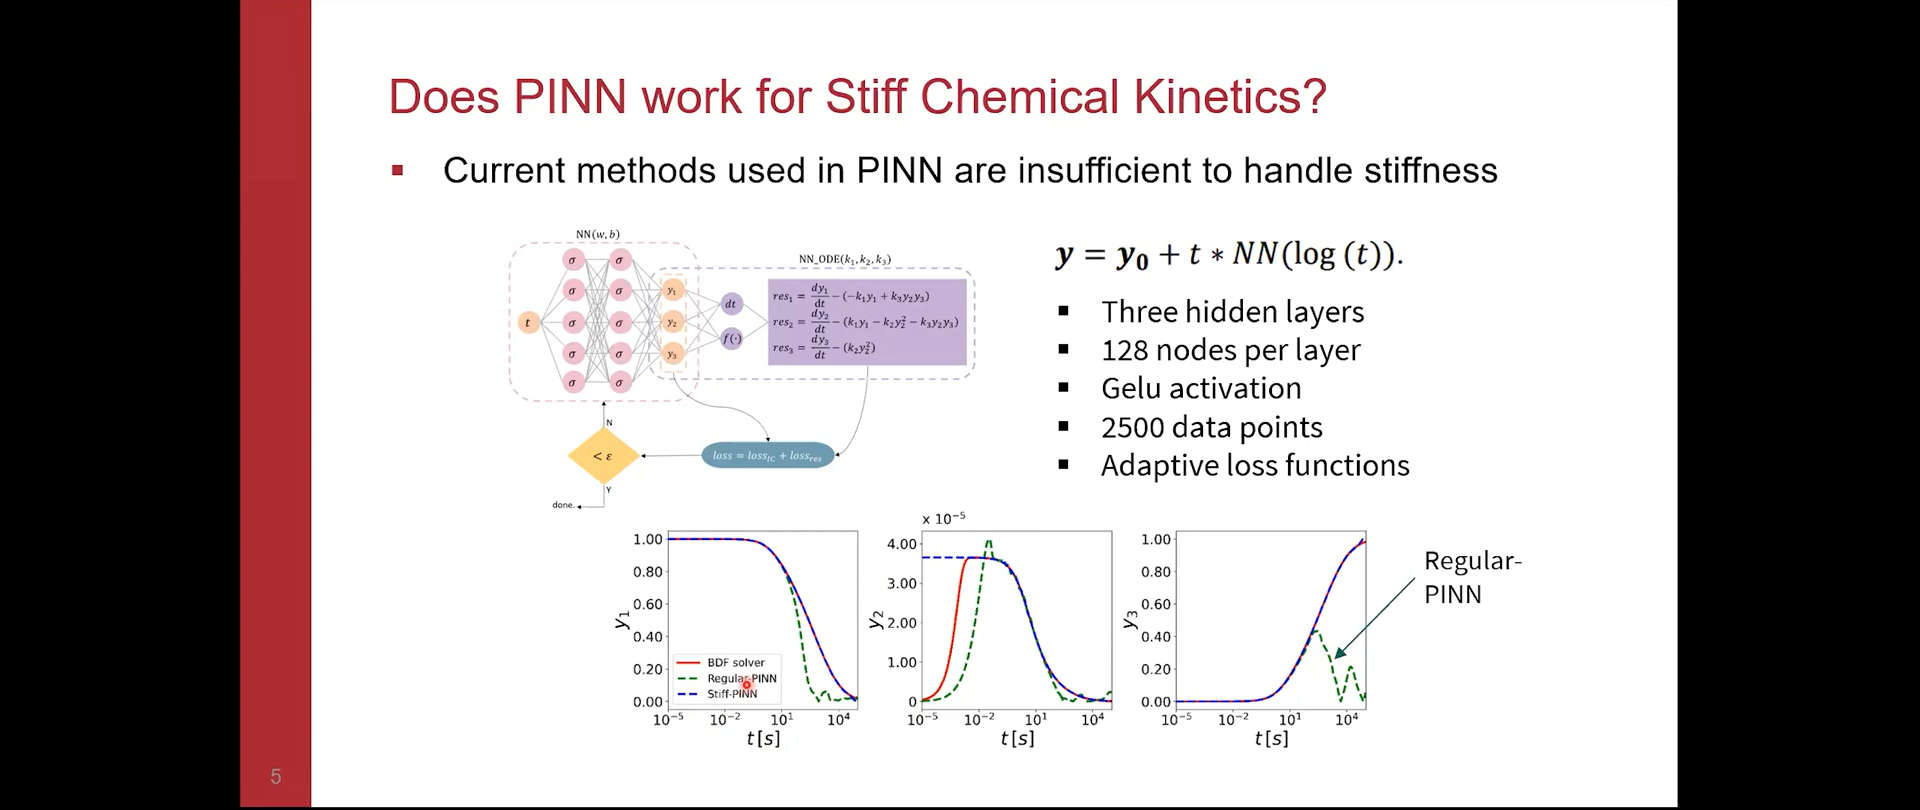 Does PINN work for Stiff Chemical Kinetics?
▪ Current methods used in PINN are insufficient to handle stiffness
NN(w, b)
σ σ
σ σ
σ σ
σ σ
σ σ
t
y₁
y₂
y₃
dt
f(·)
NN_ODE(k₁, k₂, k₃)
res₁ = dy₁/dt − (−k₁y₁ + k₃y₂y₃)
res₂ = dy₂/dt − (k₁y₁ − k₂y₂² − k₃y₂y₃)
res₃ = dy₃/dt − (k₂y₂²)
loss = loss_IC + loss_res
< ε
N
Y
done.
y = y₀ + t ∗ NN(log (t)).
▪ Three hidden layers
▪ 128 nodes per layer
▪ Gelu activation
▪ 2500 data points
▪ Adaptive loss functions
1.00
0.80
0.60
0.40
0.20
0.00
y₁
BDF solver
Regular-PINN
Stiff-PINN
10⁻⁵ 10⁻² 10¹ 10⁴
t [s]
x 10⁻⁵
4.00
3.00
2.00
1.00
0
y₂
10⁻⁵ 10⁻² 10¹ 10⁴
t [s]
1.00
0.80
0.60
0.40
0.20
0.00
y₃
10⁻⁵ 10⁻² 10¹ 10⁴
t [s]
Regular-
PINN
5